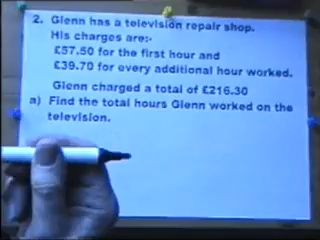 2. Glenn has a television repair shop.
His charges are:-
£57.50 for the first hour and
£39.70 for every additional hour worked.
Glenn charged a total of £216.30
a) Find the total hours Glenn worked on the
television.